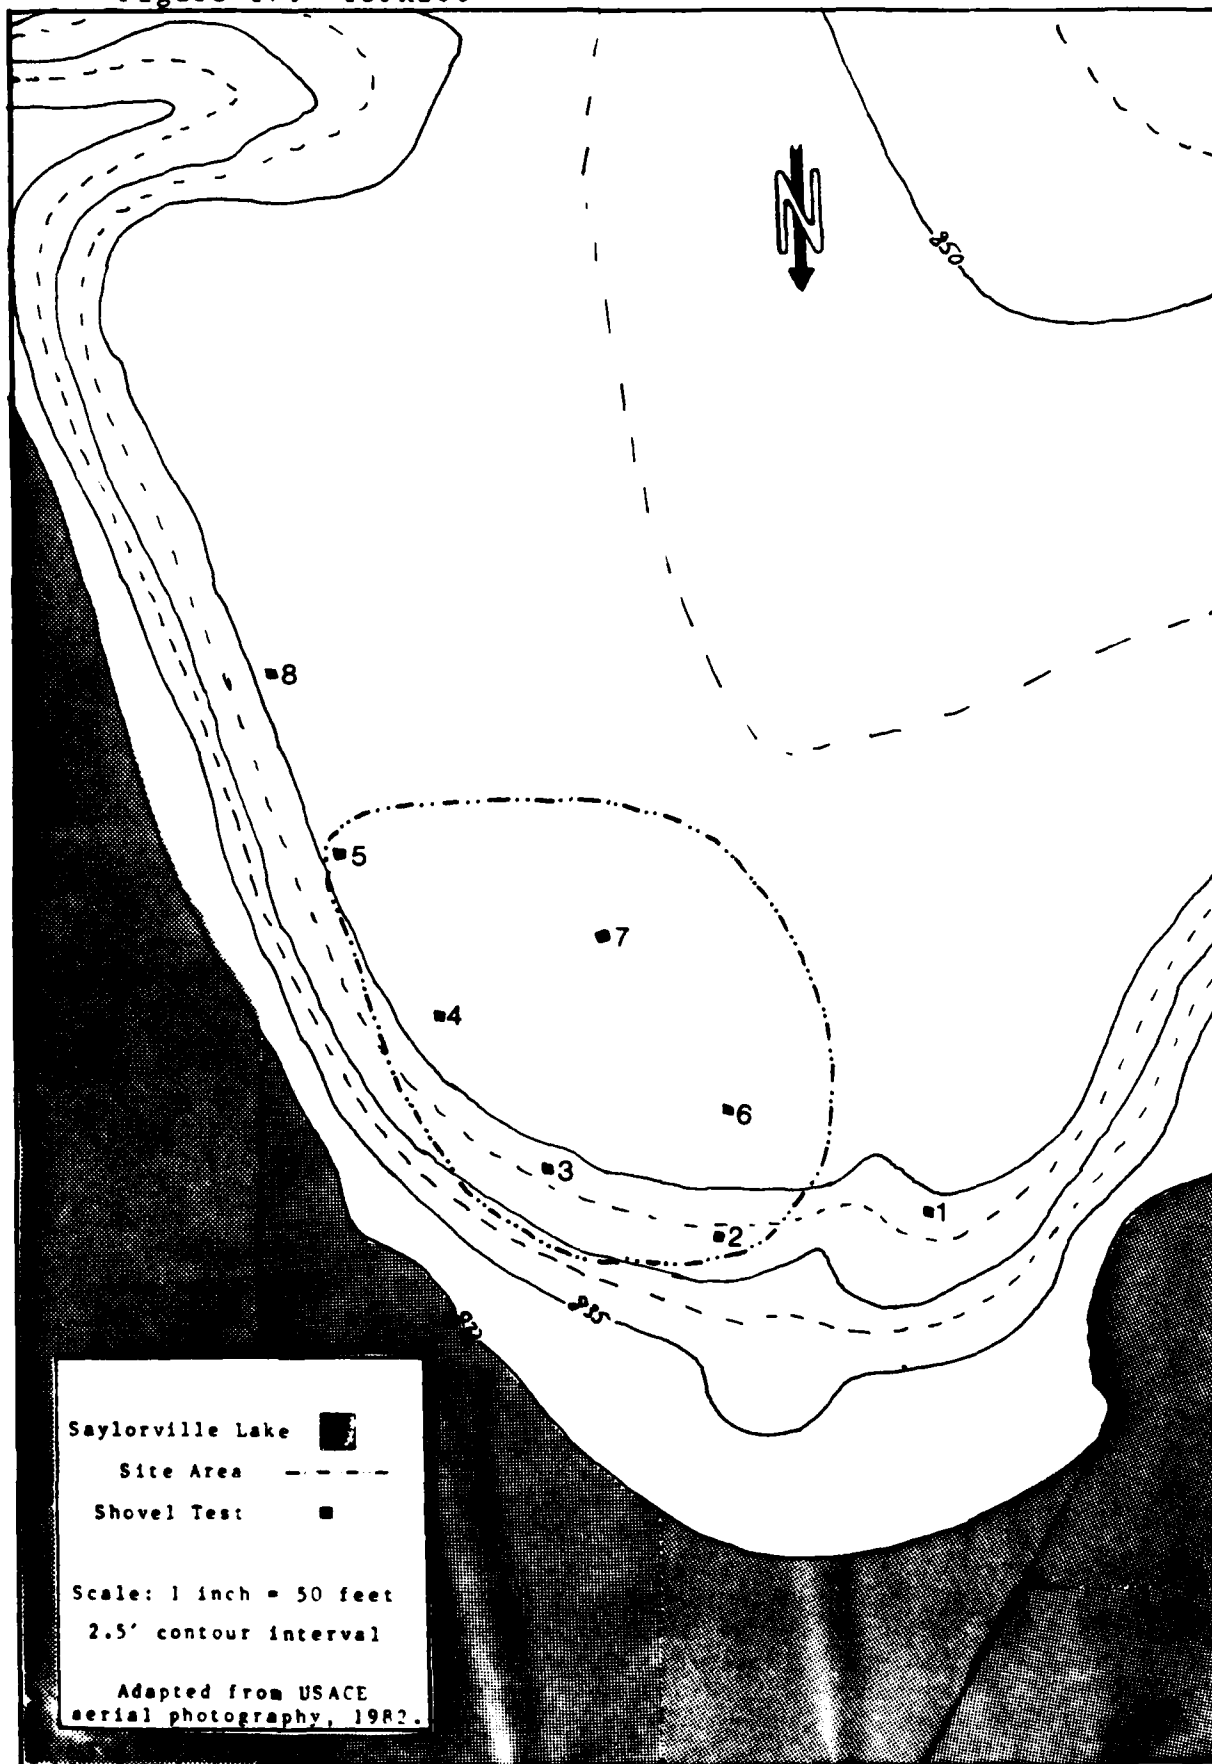 N
850
8
5
7
4
6
3
2
1
835
Saylorville Lake
Site Area
Shovel Test
Scale: 1 inch = 50 feet
2.5' contour interval
Adapted from USACE
aerial photography, 1982.